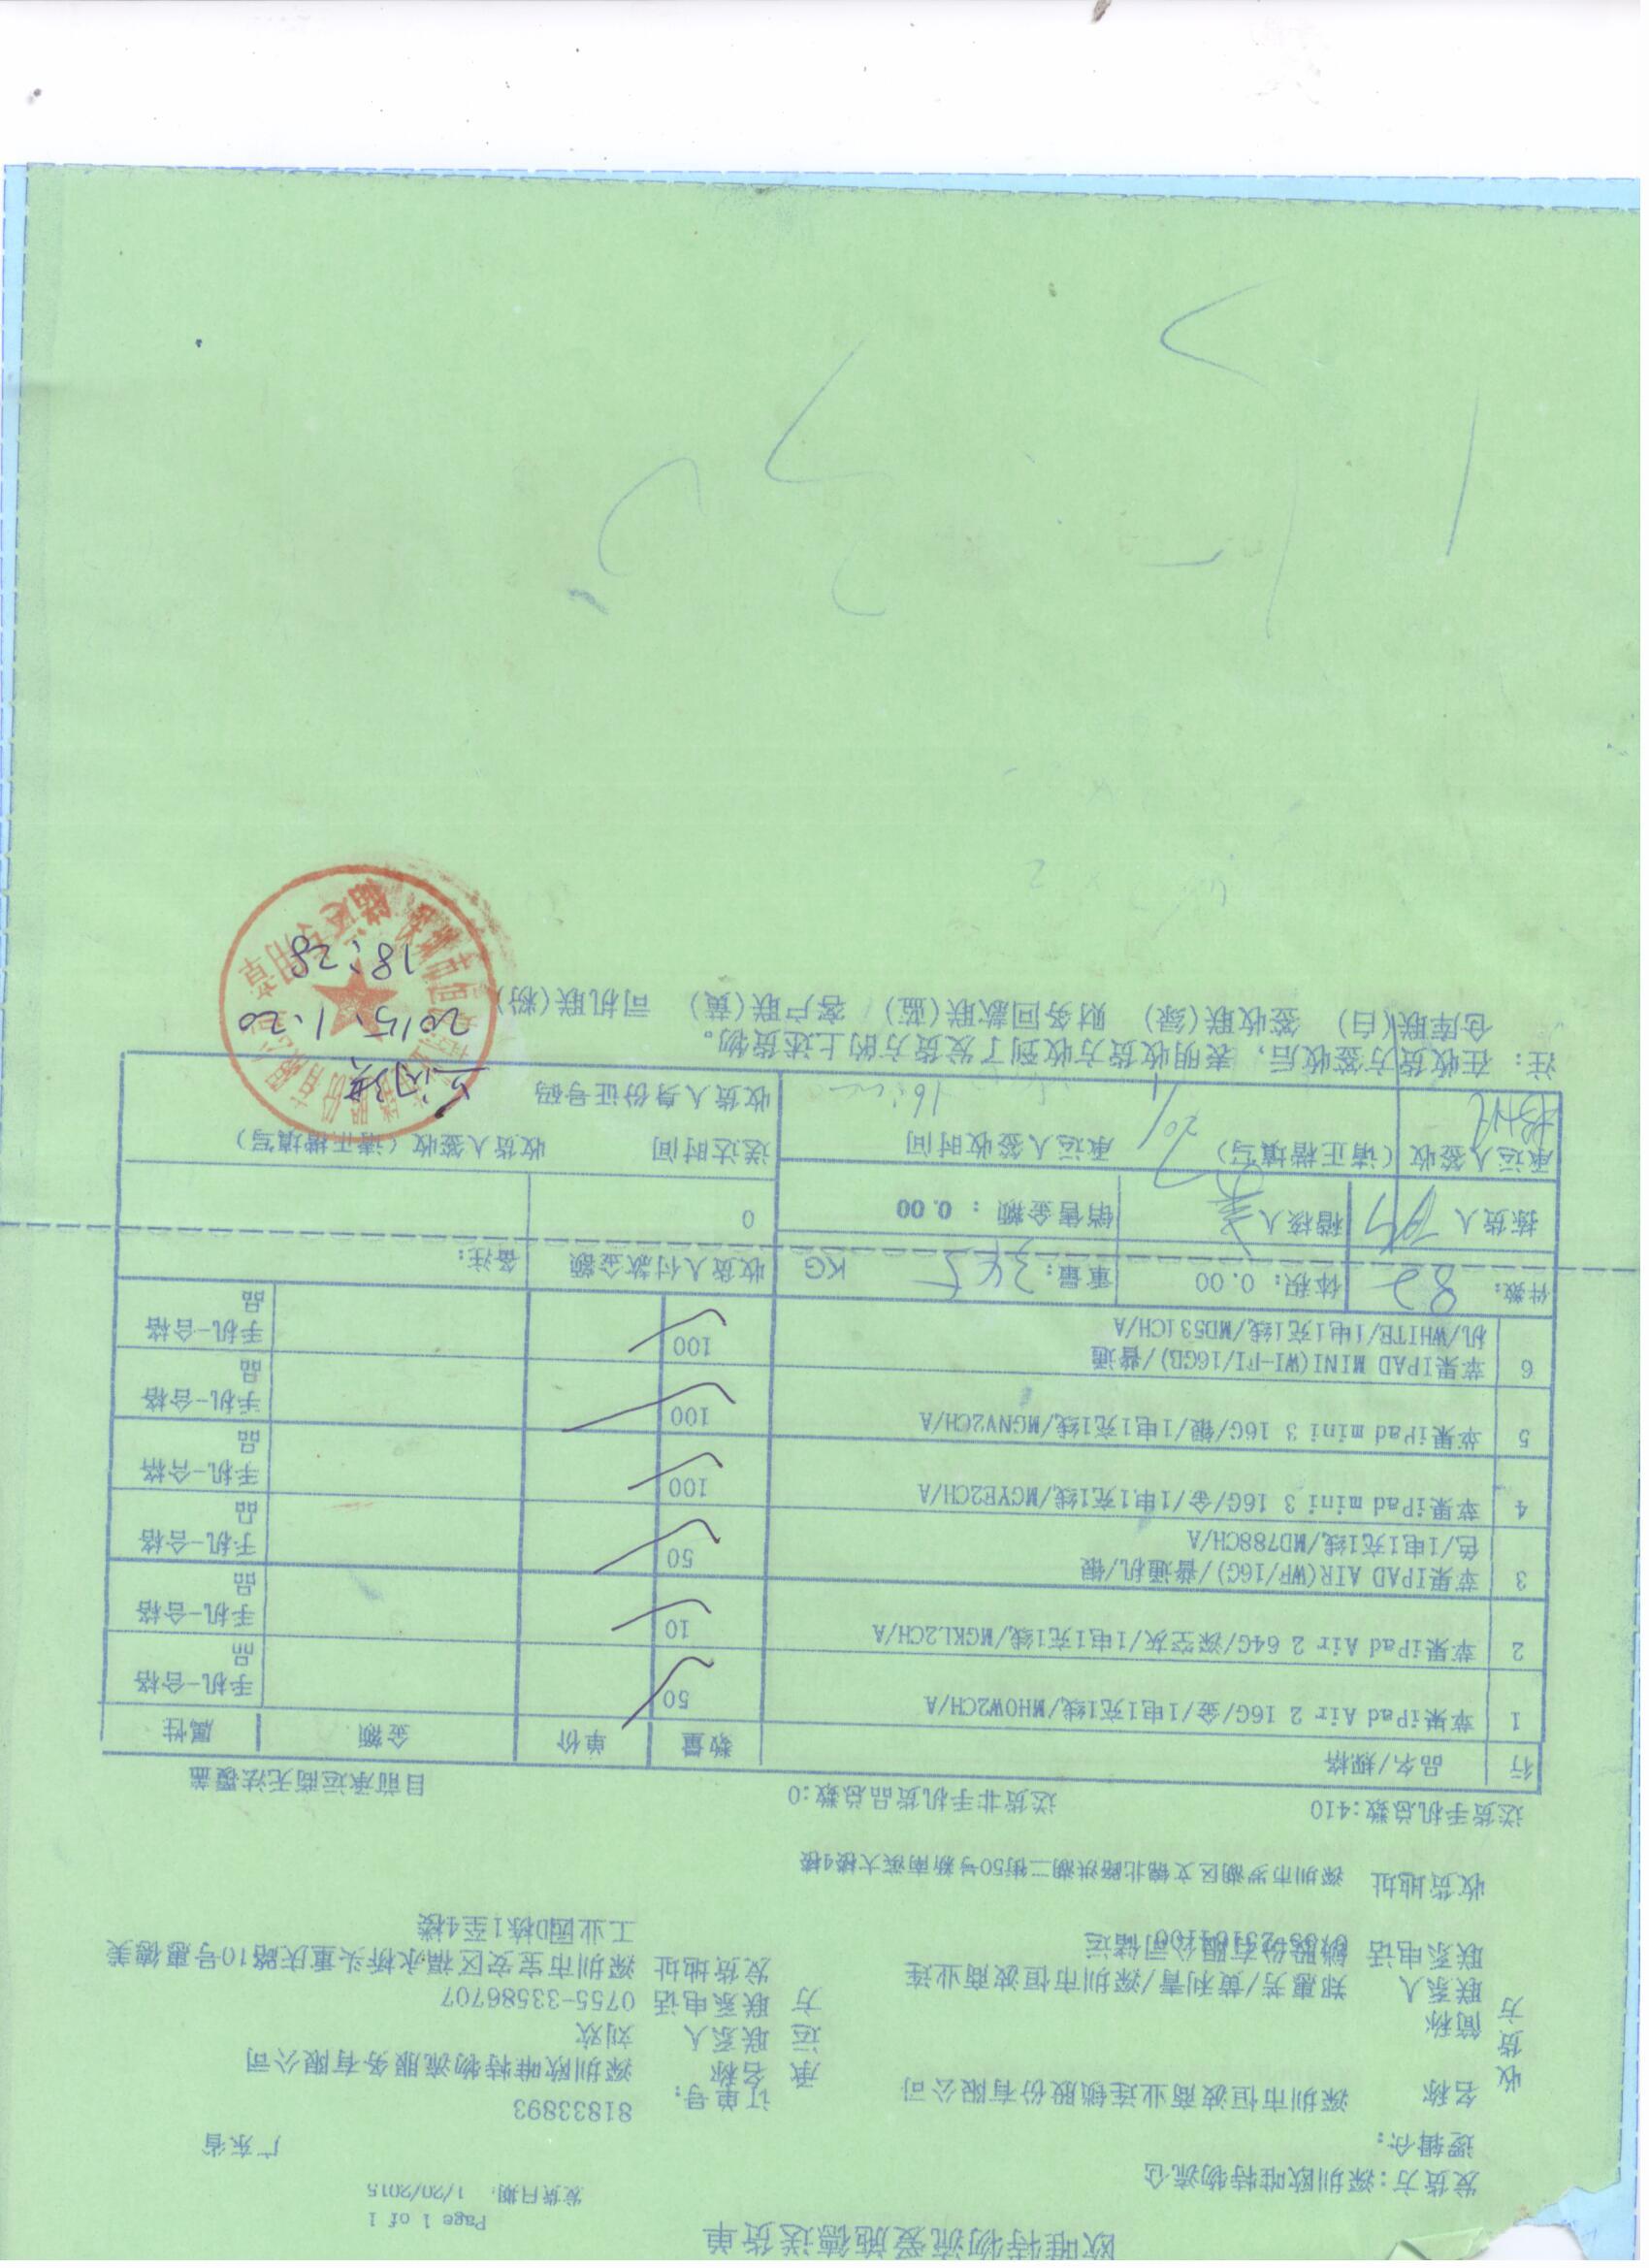 欧唯特物流爱施德送货单
Page 1 of 1
发货日期: 1/20/2015
发货方:深圳欧唯特物流仓
逻辑仓:
广东省
订单号: 81833893
收货方
名称 深圳市恒波商业连锁股份有限公司
简称
联系人 郑惠芳/黄利青/深圳市恒波商业连
锁股份有限公司储运
联系电话
收货地址 深圳市罗湖区文锦北路洪湖二街50号新南滨大楼4楼
承运方
名称 深圳欧唯特物流服务有限公司
联系人 刘欢
联系电话 0755-33586707
发货地址 深圳市宝安区福永桥头重庆路10号惠德美
工业园D栋1至4楼
送货手机总数:410 送货非手机货品总数:0 目前承运商无法覆盖
行 品名/规格 数量 单价 金额 属性
1 苹果iPad Air 2 16G/金/1电1充1线/MH0W2CH/A 50 手机-合格品
2 苹果iPad Air 2 64G/深空灰/1电1充1线/MGKL2CH/A 10 手机-合格品
3 苹果IPAD AIR(WF/16G)/普通机/银
色/1电1充1线/MD788CH/A 50 手机-合格品
4 苹果iPad mini 3 16G/金/1电1充1线/MGYE2CH/A 100 手机-合格品
5 苹果iPad mini 3 16G/银/1电1充1线/MGNV2CH/A 100 手机-合格品
6 苹果IPAD MINI(WI-FI/16GB)/普通
机/WHITE/1电1充1线/MD531CH/A 100 手机-合格品
件数: 82 体积: 0.00 重量: 365 KG 收货人付款金额 备注:
拣货人 稽核人 销售金额: 0.00 0
承运人签收(请正楷填写) 承运人签收时间 送达时间 收货人签收(请正楷填写)
收货人身份证号码
注: 在收货方签收后, 表明收货方收到了发货方的上述货物。
仓库联(白) 签收联(绿) 财务回款联(蓝) 客户联(黄) 司机联(粉)
2015.1.20
18:28